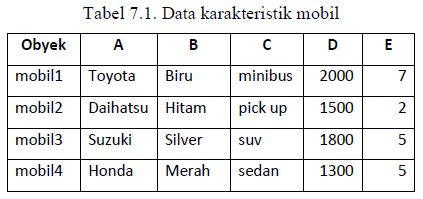 Tabel 7.1. Data karakteristik mobil
Obyek A B C D E
mobil1 Toyota Biru minibus 2000 7
mobil2 Daihatsu Hitam pick up 1500 2
mobil3 Suzuki Silver suv 1800 5
mobil4 Honda Merah sedan 1300 5